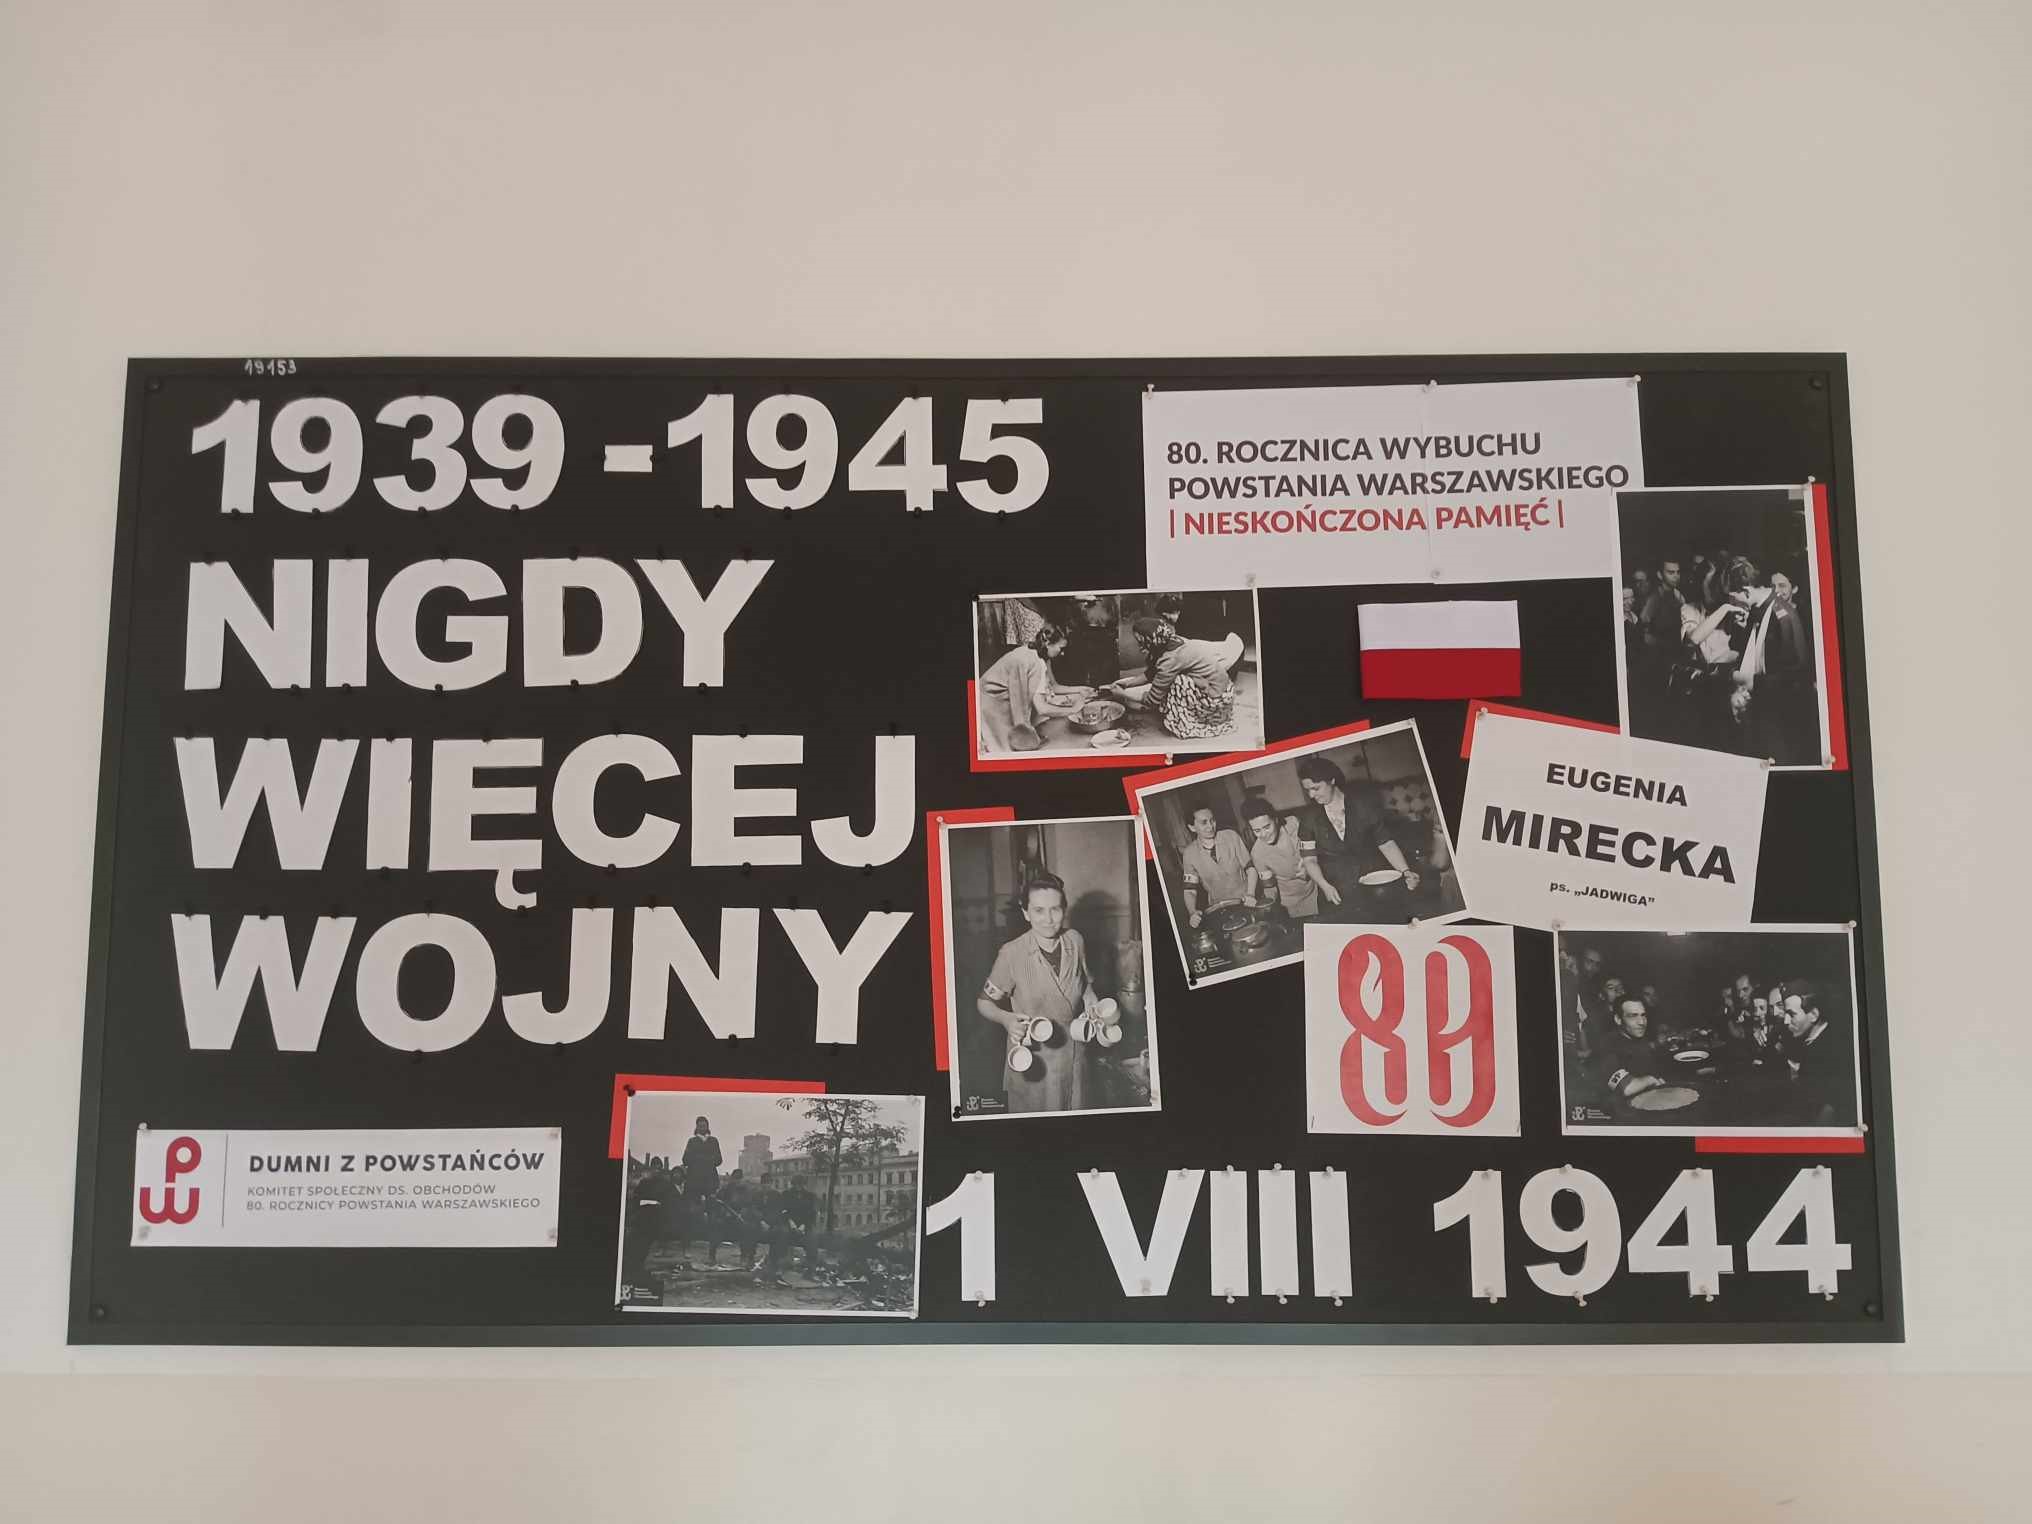 19153
1939-1945
NIGDY
WIĘCEJ
WOJNY
80. ROCZNICA WYBUCHU
POWSTANIA WARSZAWSKIEGO
| NIESKOŃCZONA PAMIĘĆ |
EUGENIA
MIRECKA
ps. „JADWIGA”
80
PW
DUMNI Z POWSTAŃCÓW
KOMITET SPOŁECZNY DS. OBCHODÓW
80. ROCZNICY POWSTANIA WARSZAWSKIEGO
1 VIII 1944